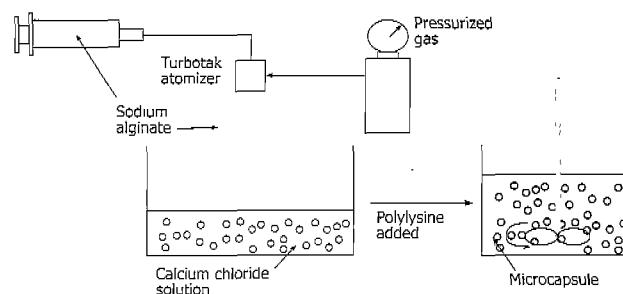 Pressurized
gas
Turbotak
atomizer
Sodium
alginate
Polylysine
added
Calcium chloride
solution
Microcapsule